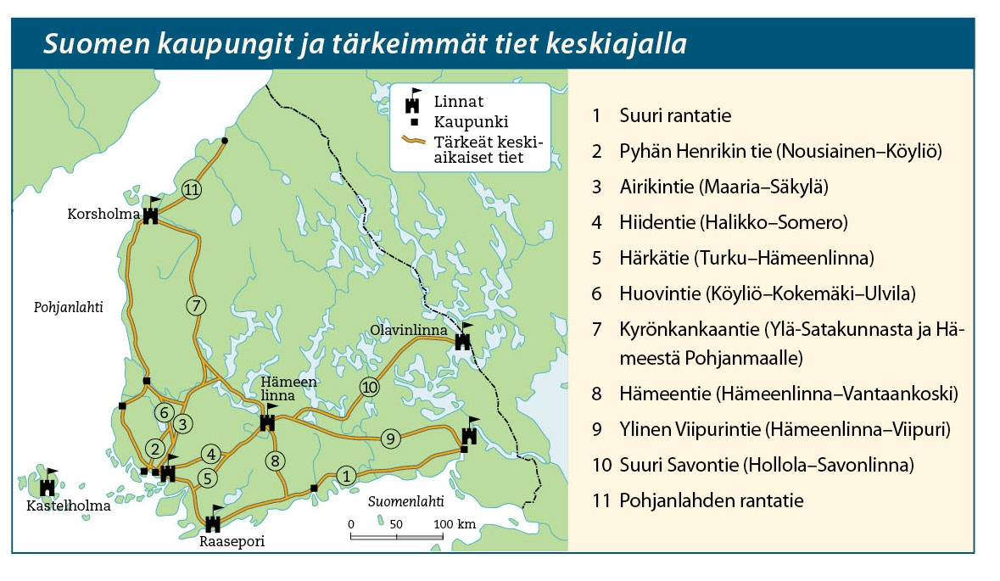 Suomen kaupungit ja tärkeimmät tiet keskiajalla
Linnat
Kaupunki
Tärkeät keski-
aikaiset tiet
11
Korsholma
Pohjanlahti
7
Olavinlinna
Hämeen
linna
10
6
3
9
2
4
8
5
1
Kastelholma
Suomenlahti
Raasepori
0 50 100 km
1 Suuri rantatie
2 Pyhän Henrikin tie (Nousiainen–Köyliö)
3 Airikintie (Maaria–Säkylä)
4 Hiidentie (Halikko–Somero)
5 Härkätie (Turku–Hämeenlinna)
6 Huovintie (Köyliö–Kokemäki–Ulvila)
7 Kyrönkankaantie (Ylä-Satakunnasta ja Hä-
meestä Pohjanmaalle)
8 Hämeentie (Hämeenlinna–Vantaankoski)
9 Ylinen Viipurintie (Hämeenlinna–Viipuri)
10 Suuri Savontie (Hollola–Savonlinna)
11 Pohjanlahden rantatie